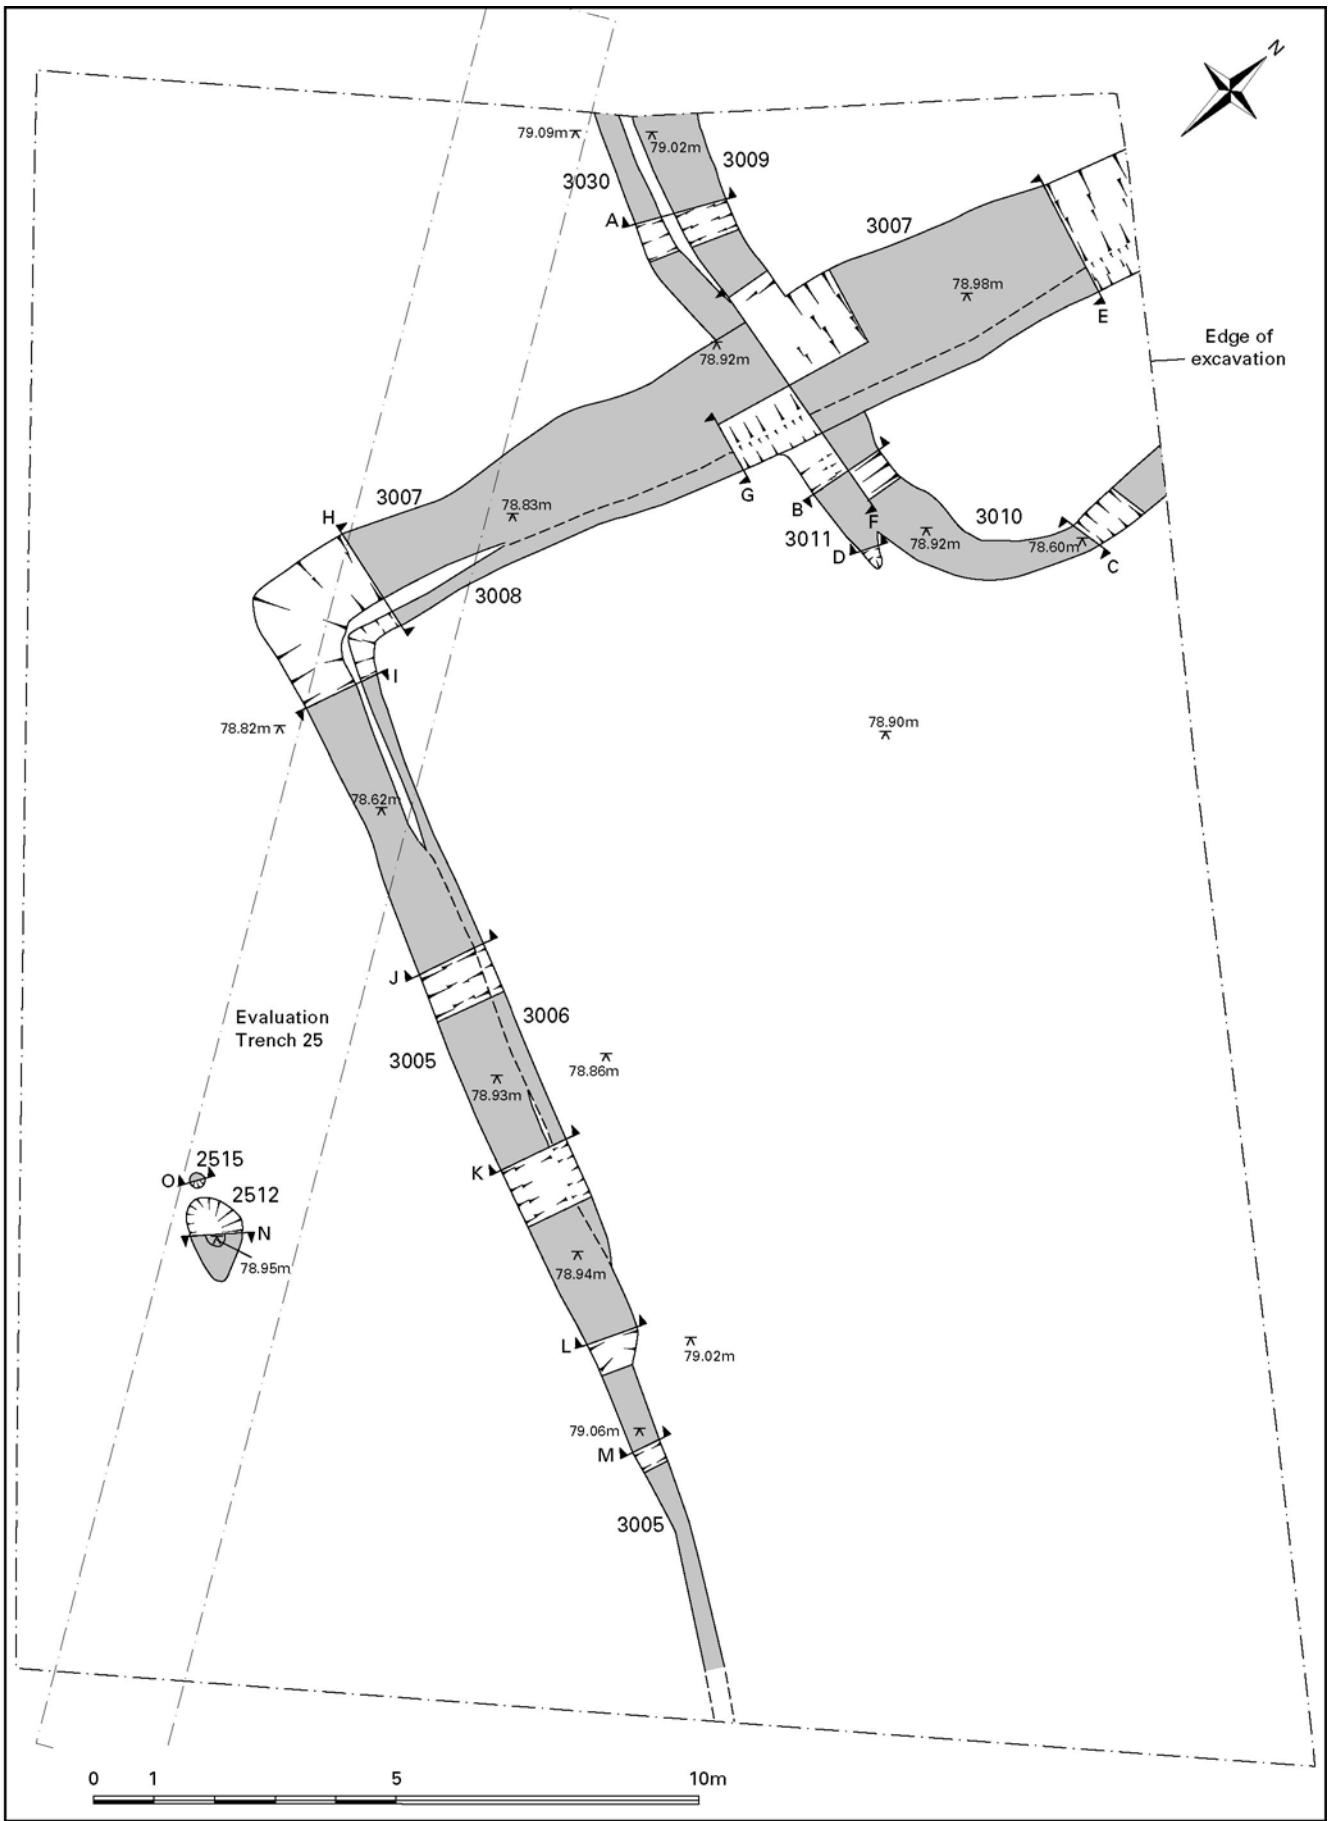 N
79.09m
79.02m
3009
3030
A
3007
78.98m
E
78.92m
Edge of
excavation
3007
H
78.83m
G
B
F
3010
3011
D
78.92m
78.60m
C
3008
I
78.82m
78.90m
78.62m
J
Evaluation
Trench 25
3006
3005
78.86m
78.93m
2515
O
K
2512
N
78.95m
78.94m
L
79.02m
79.06m
M
3005
0 1 5 10m